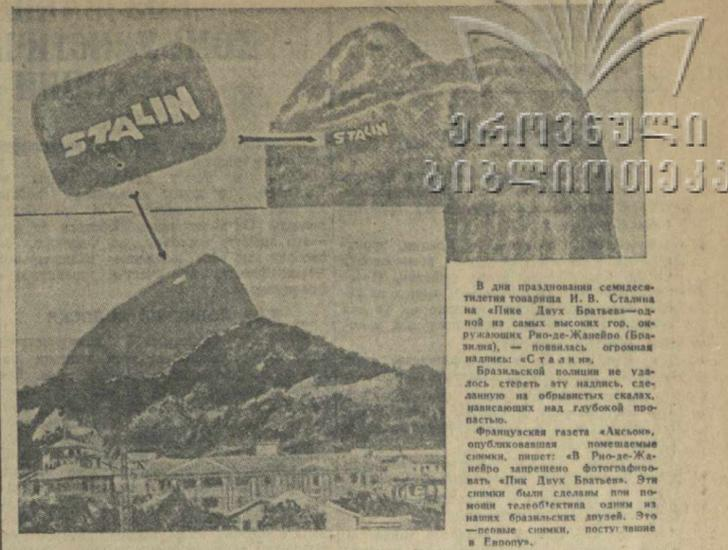 STALIN
STALIN
ეროვნული
ბიბლიოთეკა
В дни празднования семидеся-
тилетия товарища И. В. Сталина
на «Пике Двух Братьев»—од-
ной из самых высоких гор, ок-
ружающих Рио-де-Жанейро (Бра-
зилия), — появилась огромная
надпись: «Сталин».
Бразильской полиции не уда-
лось стереть эту надпись, сде-
ланную на обрывистых скалах,
нависающих над глубокой про-
пастью.
Французская газета «Аксьон»,
опубликовавшая помещаемые
снимки, пишет: «В Рио-де-Жа-
нейро запрещено фотографиро-
вать «Пик Двух Братьев». Эти
снимки были сделаны при по-
мощи телеобъектива одним из
наших бразильских друзей. Это
—первые снимки, поступившие
в Европу».